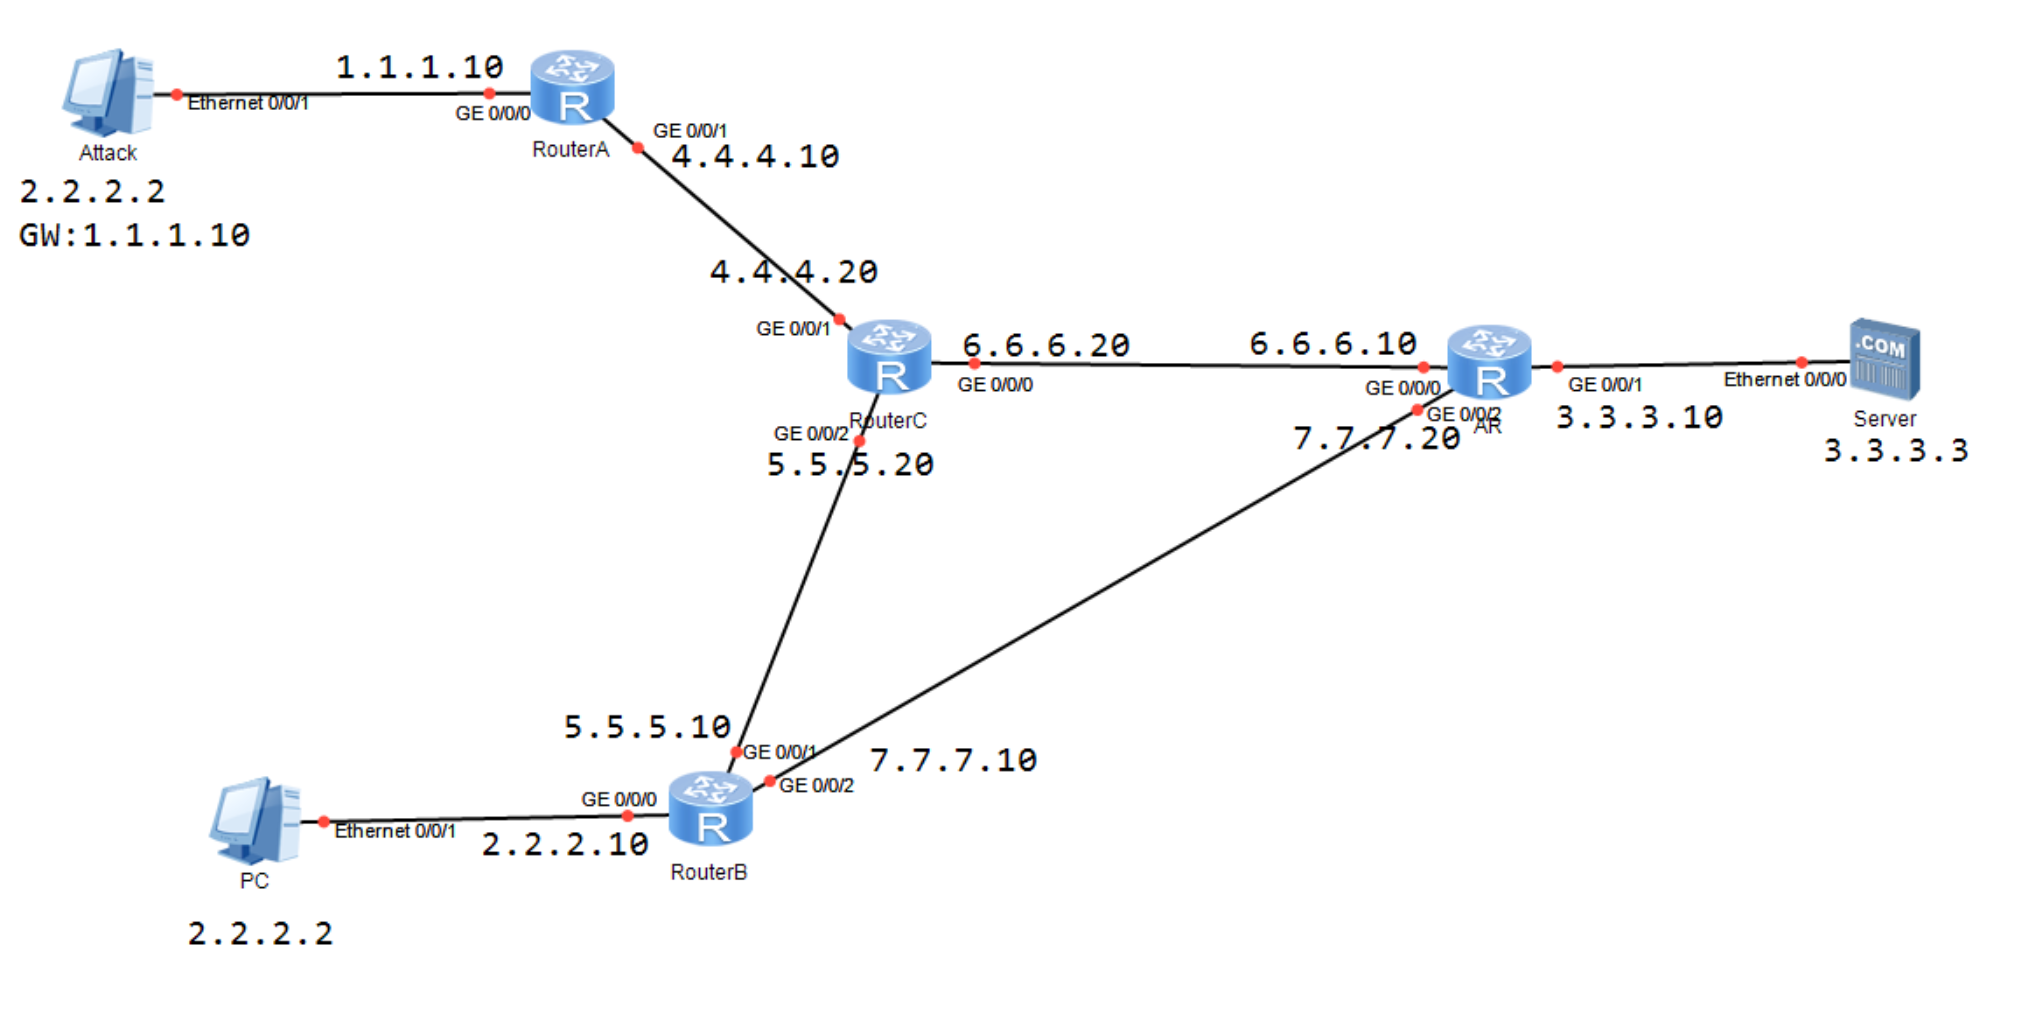 1.1.1.10
Ethernet 0/0/1
GE 0/0/0
R
Attack
RouterA
GE 0/0/1
4.4.4.10
2.2.2.2
GW:1.1.1.10
4.4.4.20
GE 0/0/1
R
RouterC
6.6.6.20
GE 0/0/0
6.6.6.10
GE 0/0/0
R
AR
GE 0/0/1
3.3.3.10
Ethernet 0/0/0
.COM
Server
3.3.3.3
GE 0/0/2
7.7.7.20
GE 0/0/2
5.5.5.20
5.5.5.10
GE 0/0/1
7.7.7.10
GE 0/0/2
GE 0/0/0
R
Ethernet 0/0/1
2.2.2.10
RouterB
PC
2.2.2.2